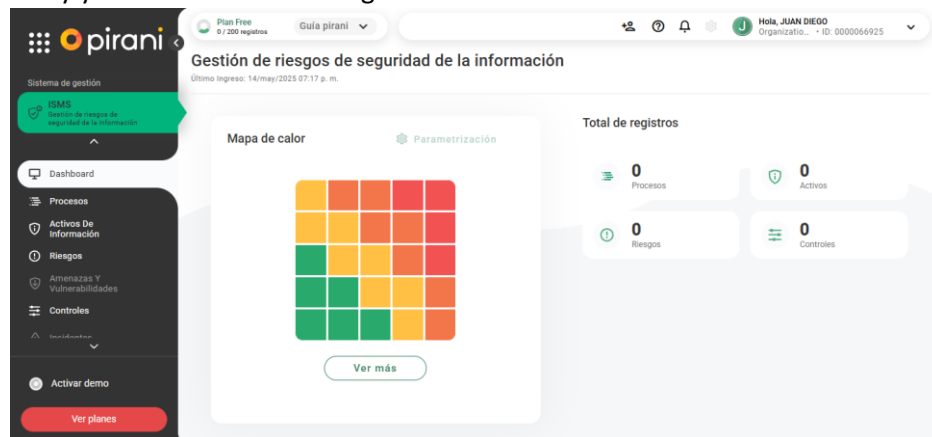 pirani
Plan Free
0 / 200 registros
Guía pirani
J
Hola, JUAN DIEGO
Organizatio... • ID: 0000066925
Gestión de riesgos de seguridad de la información
Último Ingreso: 14/may/2025 07:17 p. m.
Sistema de gestión
ISMS
Gestión de riesgos de
seguridad de la información
Dashboard
Procesos
Activos De
Información
Riesgos
Amenazas Y
Vulnerabilidades
Controles
Incidentes
Activar demo
Ver planes
Mapa de calor
Parametrización
Ver más
Total de registros
0
Procesos
0
Activos
0
Riesgos
0
Controles